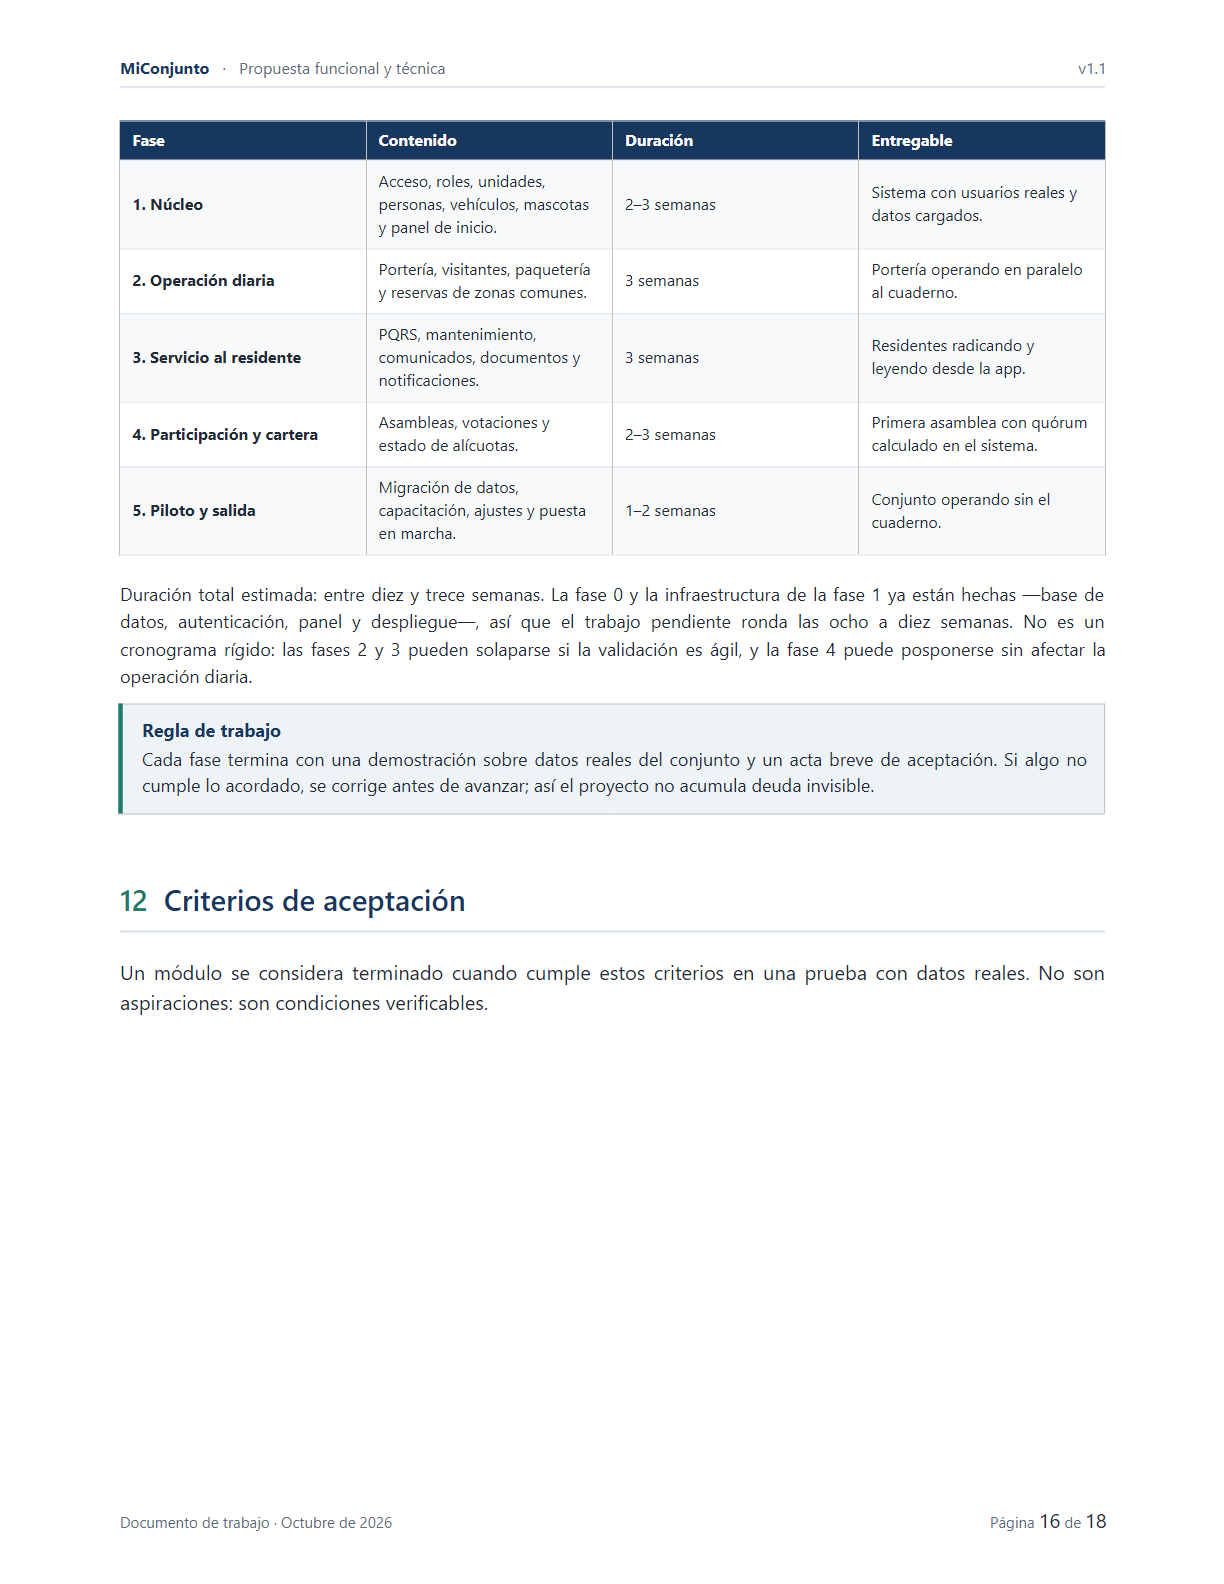 MiConjunto · Propuesta funcional y técnica v1.1
Fase Contenido Duración Entregable
1. Núcleo
Acceso, roles, unidades,
personas, vehículos, mascotas
y panel de inicio.
2–3 semanas
Sistema con usuarios reales y
datos cargados.
2. Operación diaria
Portería, visitantes, paquetería
y reservas de zonas comunes.
3 semanas
Portería operando en paralelo
al cuaderno.
3. Servicio al residente
PQRS, mantenimiento,
comunicados, documentos y
notificaciones.
3 semanas
Residentes radicando y
leyendo desde la app.
4. Participación y cartera
Asambleas, votaciones y
estado de alícuotas.
2–3 semanas
Primera asamblea con quórum
calculado en el sistema.
5. Piloto y salida
Migración de datos,
capacitación, ajustes y puesta
en marcha.
1–2 semanas
Conjunto operando sin el
cuaderno.
Duración total estimada: entre diez y trece semanas. La fase 0 y la infraestructura de la fase 1 ya están hechas —base de
datos, autenticación, panel y despliegue—, así que el trabajo pendiente ronda las ocho a diez semanas. No es un
cronograma rígido: las fases 2 y 3 pueden solaparse si la validación es ágil, y la fase 4 puede posponerse sin afectar la
operación diaria.
Regla de trabajo
Cada fase termina con una demostración sobre datos reales del conjunto y un acta breve de aceptación. Si algo no
cumple lo acordado, se corrige antes de avanzar; así el proyecto no acumula deuda invisible.
12 Criterios de aceptación
Un módulo se considera terminado cuando cumple estos criterios en una prueba con datos reales. No son
aspiraciones: son condiciones verificables.
Documento de trabajo · Octubre de 2026 Página 16 de 18